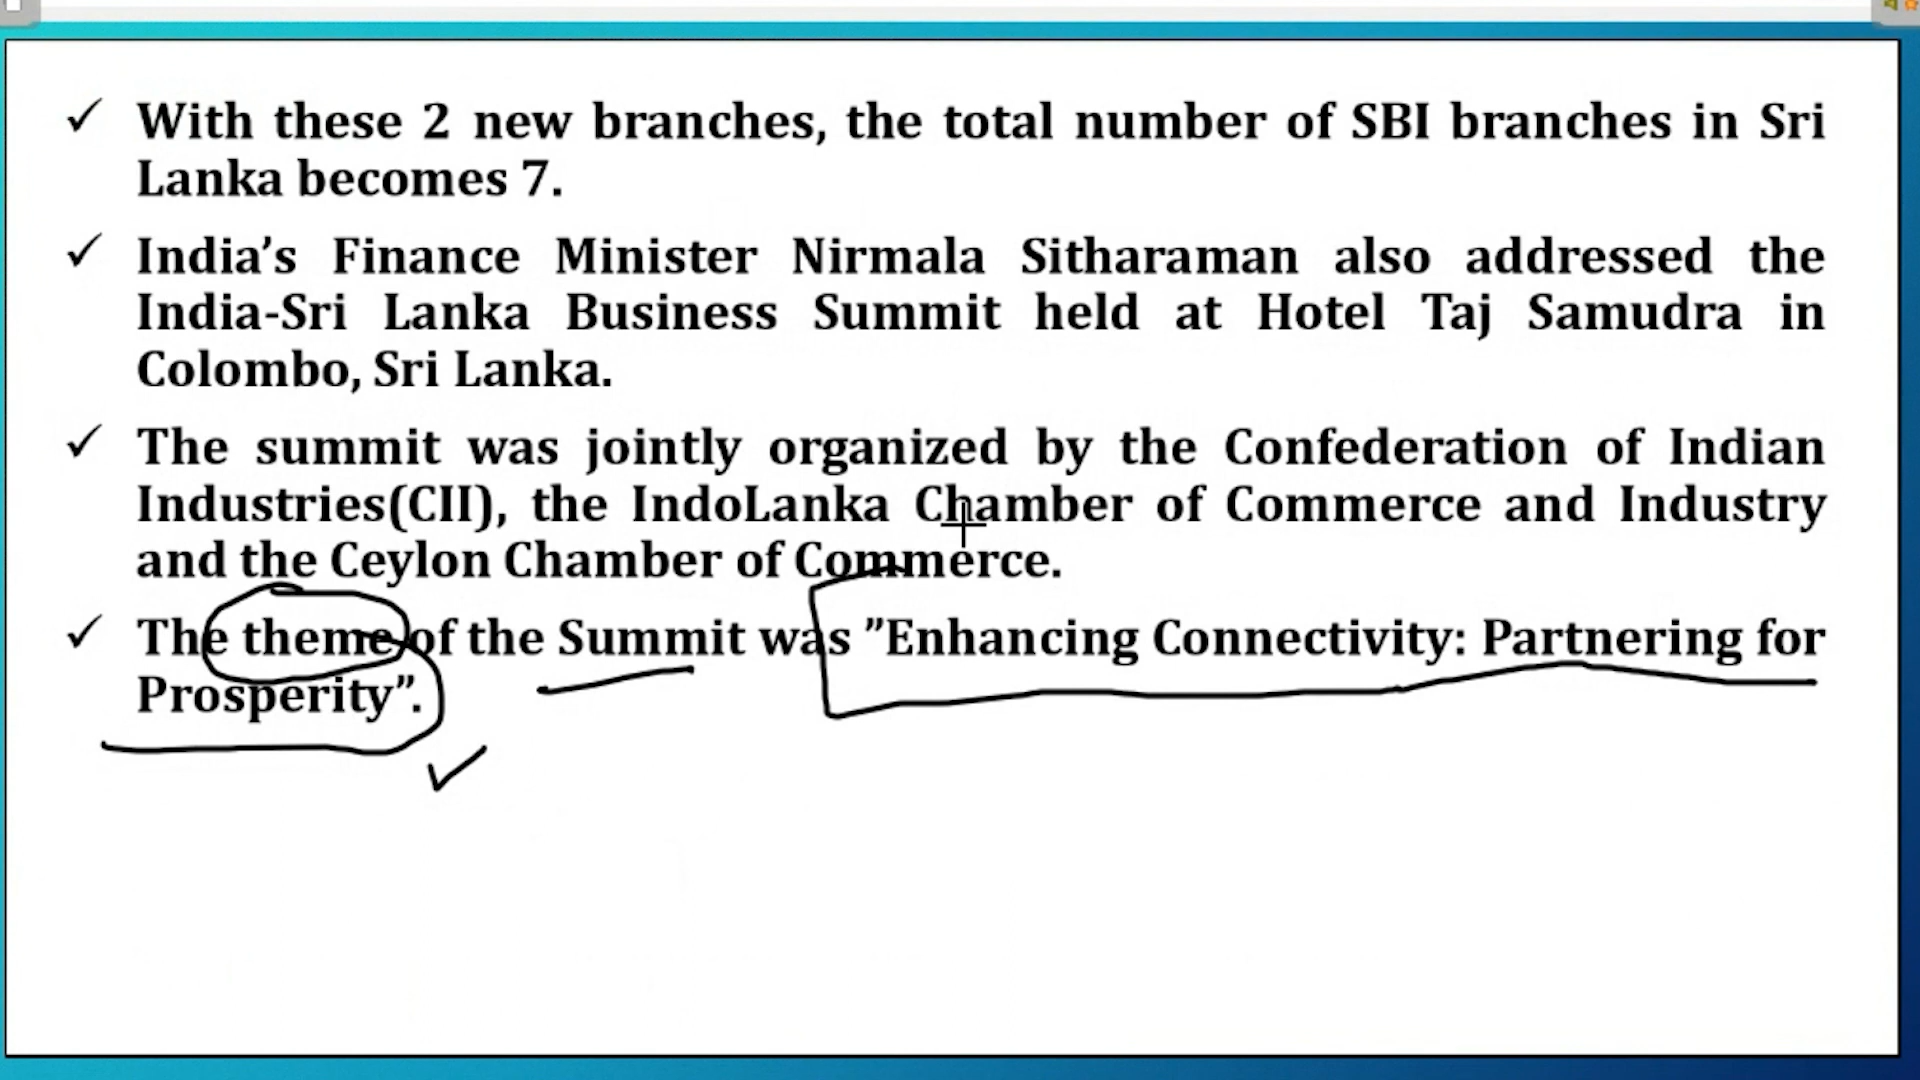 ✓ With these 2 new branches, the total number of SBI branches in Sri
Lanka becomes 7.
✓ India’s Finance Minister Nirmala Sitharaman also addressed the
India-Sri Lanka Business Summit held at Hotel Taj Samudra in
Colombo, Sri Lanka.
✓ The summit was jointly organized by the Confederation of Indian
Industries(CII), the IndoLanka Chamber of Commerce and Industry
and the Ceylon Chamber of Commerce.
✓ The theme of the Summit was ”Enhancing Connectivity: Partnering for
Prosperity”.